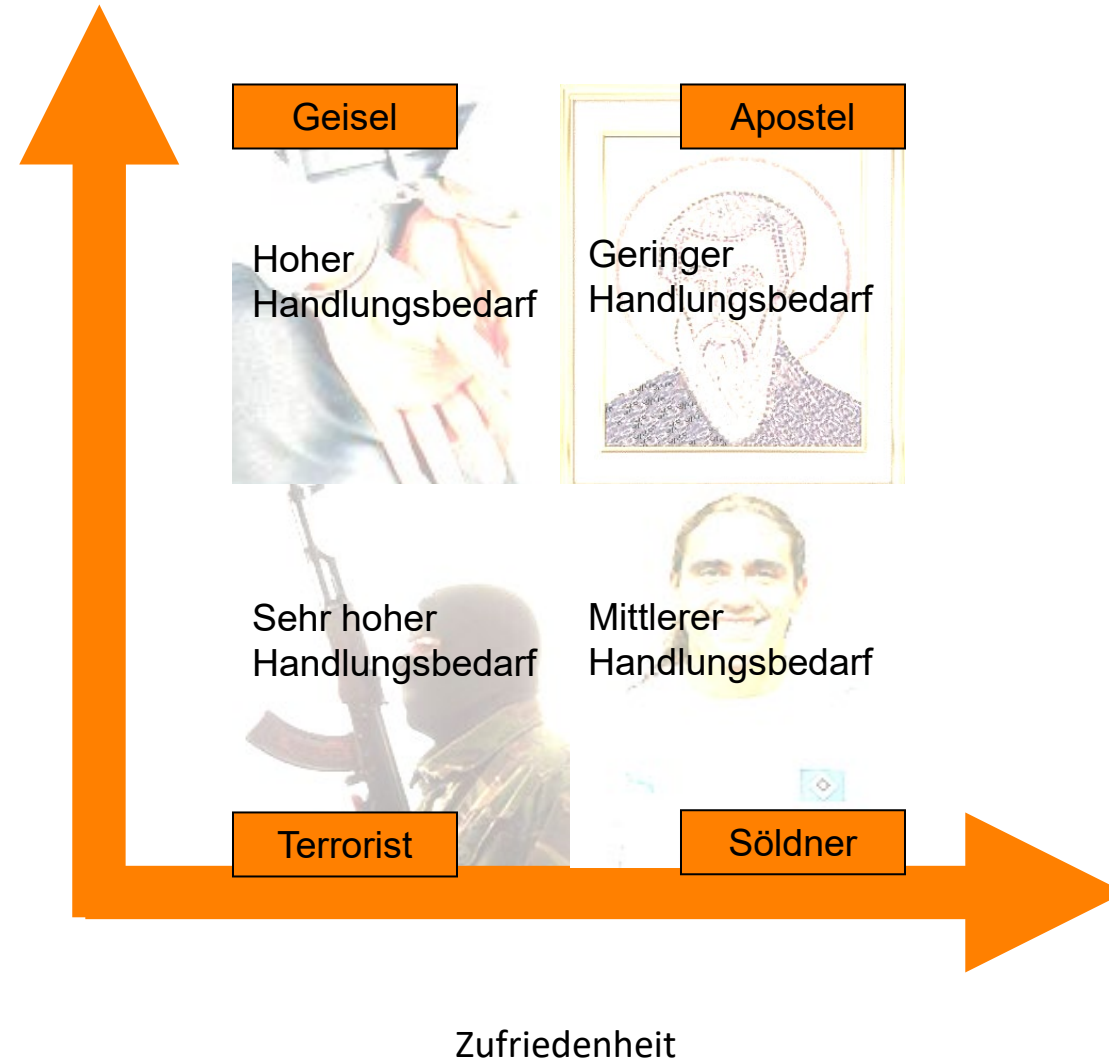 Geisel
Apostel
Hoher
Handlungsbedarf
Geringer
Handlungsbedarf
Sehr hoher
Handlungsbedarf
Mittlerer
Handlungsbedarf
Terrorist
Söldner
Zufriedenheit